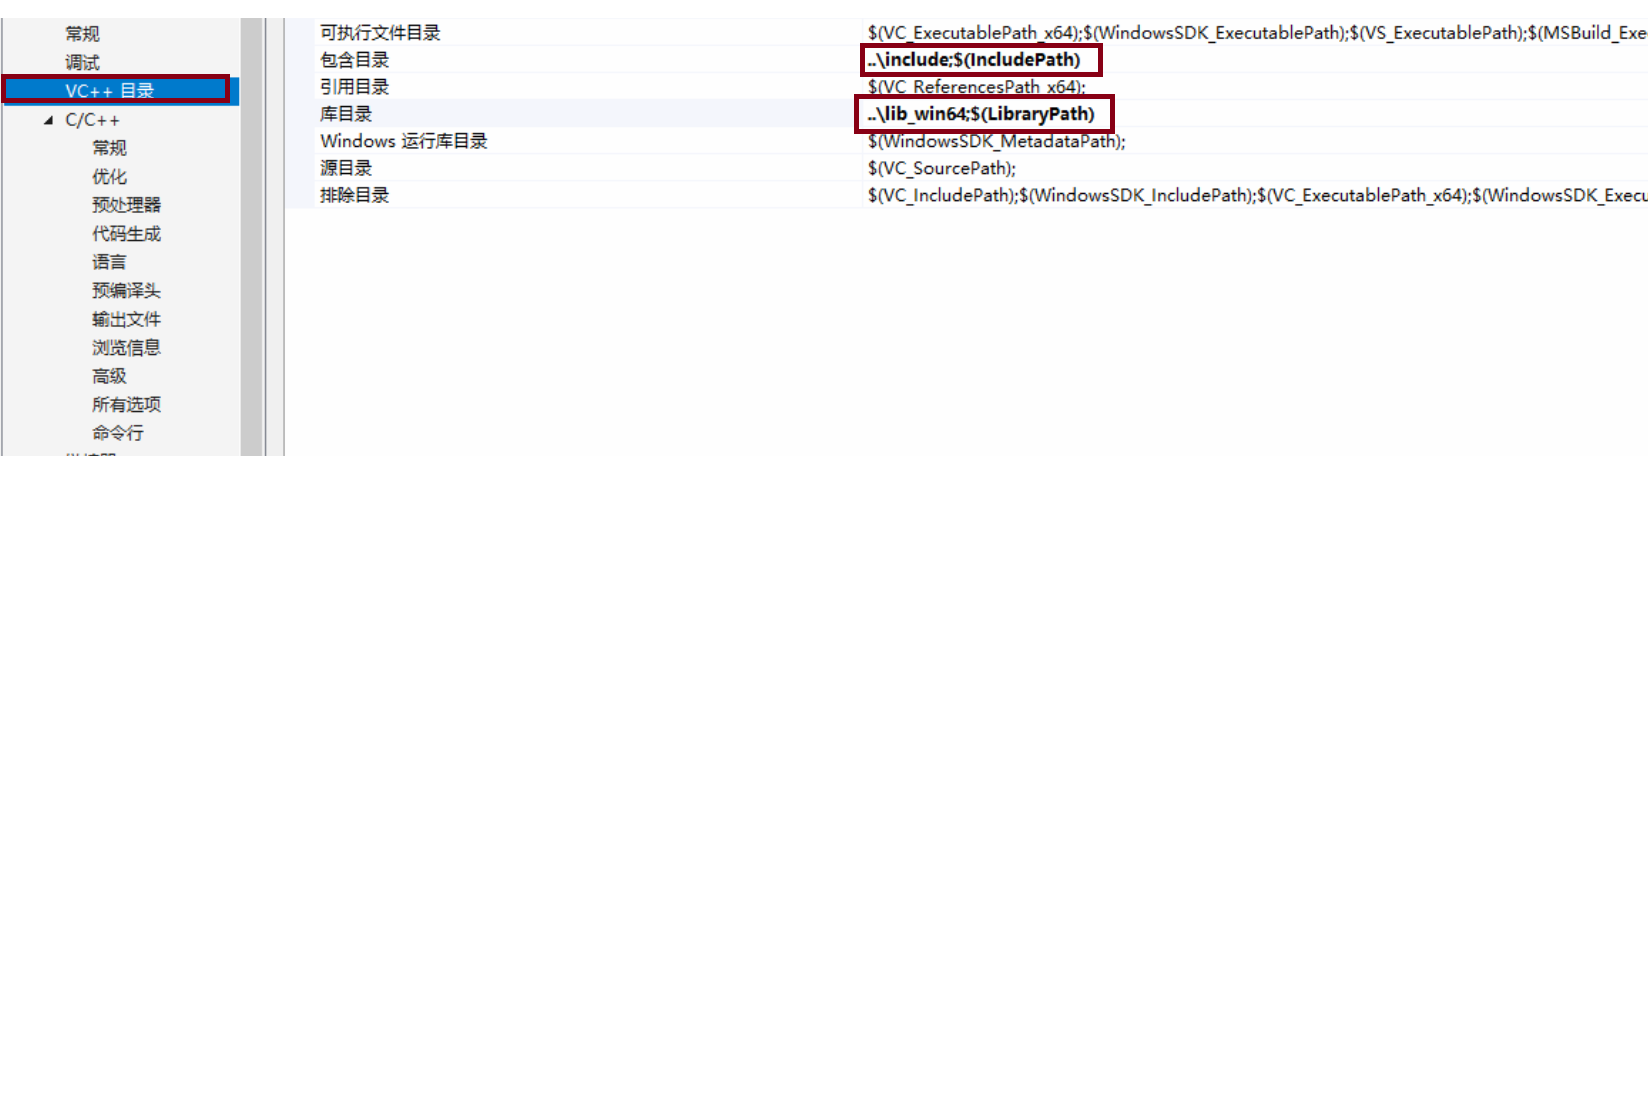 常规
调试
VC++ 目录
C/C++
常规
优化
预处理器
代码生成
语言
预编译头
输出文件
浏览信息
高级
所有选项
命令行
可执行文件目录 $(VC_ExecutablePath_x64);$(WindowsSDK_ExecutablePath);$(VS_ExecutablePath);$(MSBuild_Exe
包含目录 ..\include;$(IncludePath)
引用目录 $(VC_ReferencesPath_x64);
库目录 ..\lib_win64;$(LibraryPath)
Windows 运行库目录 $(WindowsSDK_MetadataPath);
源目录 $(VC_SourcePath);
排除目录 $(VC_IncludePath);$(WindowsSDK_IncludePath);$(VC_ExecutablePath_x64);$(WindowsSDK_Execu